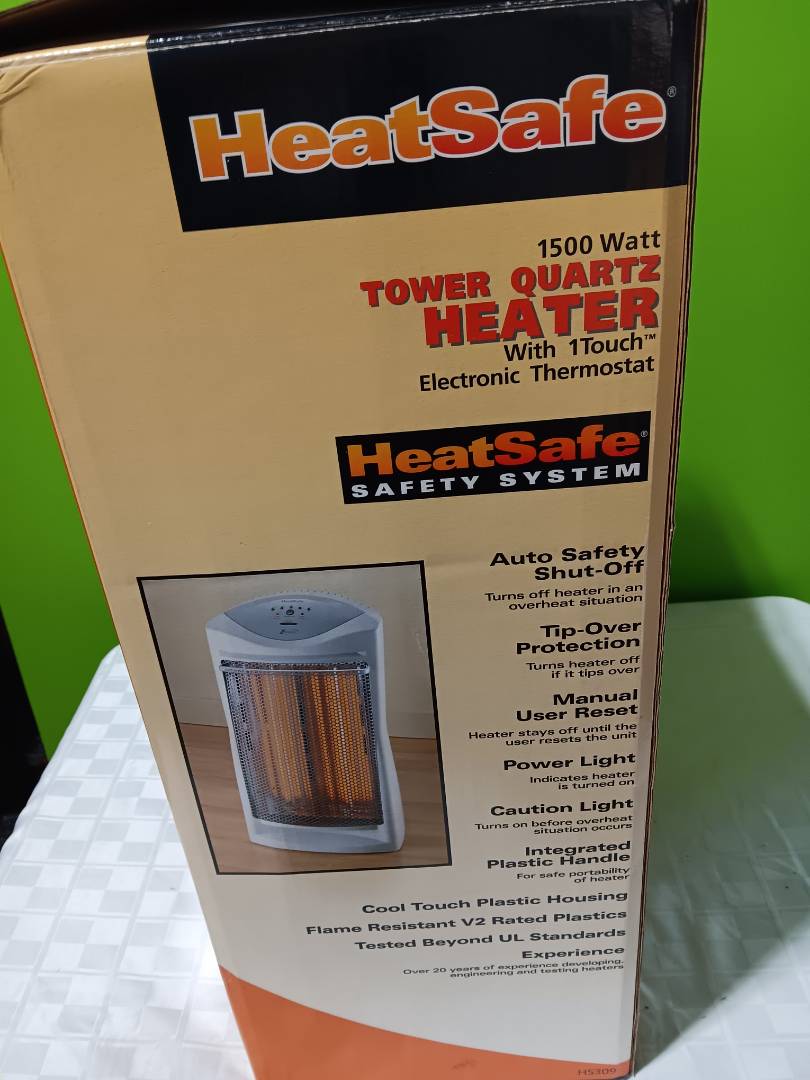 HeatSafe®
1500 Watt
TOWER QUARTZ
HEATER
With 1Touch™
Electronic Thermostat
HeatSafe®
SAFETY SYSTEM
Auto Safety
Shut-Off
Turns off heater in an
overheat situation
Tip-Over
Protection
Turns heater off
if it tips over
Manual
User Reset
Heater stays off until the
user resets the unit
Power Light
Indicates heater
is turned on
Caution Light
Turns on before overheat
situation occurs
Integrated
Plastic Handle
For safe portability
of heater
Cool Touch Plastic Housing
Flame Resistant V2 Rated Plastics
Tested Beyond UL Standards
Experience
Over 20 years of experience developing,
engineering and testing heaters
HeatSafe
HS309